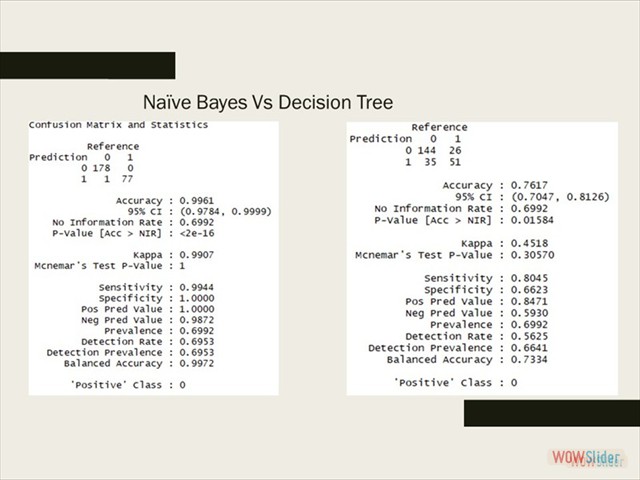 Naïve Bayes Vs Decision Tree
Confusion Matrix and Statistics
Reference
Prediction 0 1
0 178 0
1 1 77
Accuracy : 0.9961
95% CI : (0.9784, 0.9999)
No Information Rate : 0.6992
P-Value [Acc > NIR] : <2e-16
Kappa : 0.9907
Mcnemar's Test P-Value : 1
Sensitivity : 0.9944
Specificity : 1.0000
Pos Pred Value : 1.0000
Neg Pred Value : 0.9872
Prevalence : 0.6992
Detection Rate : 0.6953
Detection Prevalence : 0.6953
Balanced Accuracy : 0.9972
'Positive' Class : 0
Reference
Prediction 0 1
0 144 26
1 35 51
Accuracy : 0.7617
95% CI : (0.7047, 0.8126)
No Information Rate : 0.6992
P-Value [Acc > NIR] : 0.01584
Kappa : 0.4518
Mcnemar's Test P-Value : 0.30570
Sensitivity : 0.8045
Specificity : 0.6623
Pos Pred Value : 0.8471
Neg Pred Value : 0.5930
Prevalence : 0.6992
Detection Rate : 0.5625
Detection Prevalence : 0.6641
Balanced Accuracy : 0.7334
'Positive' Class : 0
WOWSlider
WOWSlider